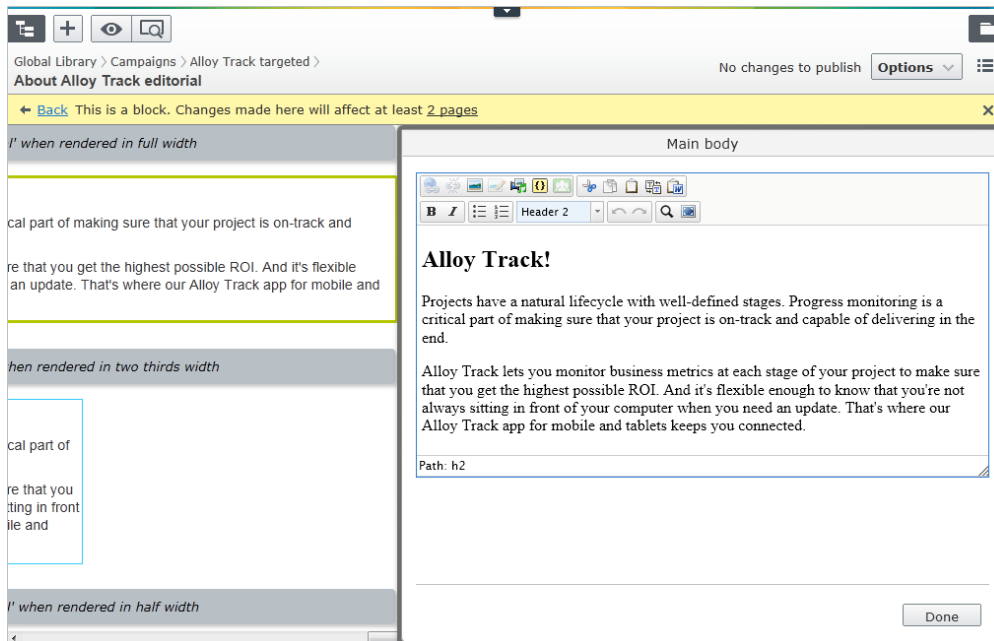 Global Library > Campaigns > Alloy Track targeted >
About Alloy Track editorial
No changes to publish
Options
Back This is a block. Changes made here will affect at least 2 pages
l' when rendered in full width
cal part of making sure that your project is on-track and
re that you get the highest possible ROI. And it's flexible
an update. That's where our Alloy Track app for mobile and
hen rendered in two thirds width
cal part of
re that you
tting in front
ile and
l' when rendered in half width
Main body
B I
Header 2
Alloy Track!
Projects have a natural lifecycle with well-defined stages. Progress monitoring is a
critical part of making sure that your project is on-track and capable of delivering in the
end.
Alloy Track lets you monitor business metrics at each stage of your project to make sure
that you get the highest possible ROI. And it's flexible enough to know that you're not
always sitting in front of your computer when you need an update. That's where our
Alloy Track app for mobile and tablets keeps you connected.
Path: h2
Done